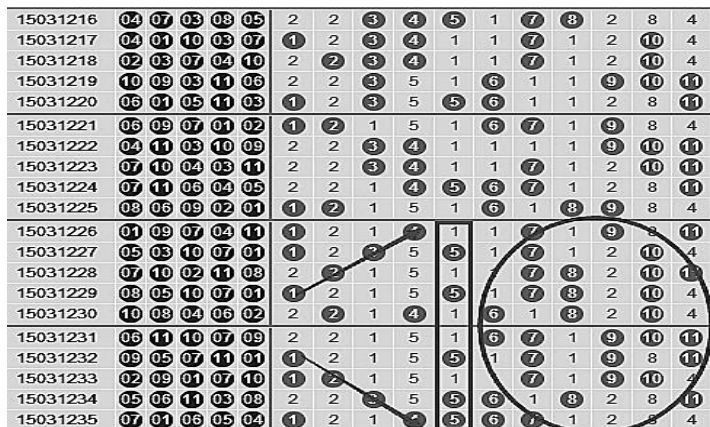 15031216 04 07 03 08 05 2 2 3 4 5 1 7 8 2 8 4
15031217 04 01 10 03 07 1 2 3 4 1 1 7 1 2 10 4
15031218 02 03 07 04 10 2 2 3 4 1 1 7 1 2 10 4
15031219 10 09 03 11 06 2 2 3 5 1 6 1 1 9 10 11
15031220 06 01 05 11 03 1 2 3 5 5 6 1 1 2 8 11
15031221 06 09 07 01 02 1 2 1 5 1 6 7 1 9 8 4
15031222 04 11 03 10 09 2 2 3 4 1 1 1 1 9 10 11
15031223 07 10 04 03 11 2 2 3 4 1 1 7 1 2 10 11
15031224 07 11 06 04 05 2 2 1 4 5 6 7 1 2 8 11
15031225 08 06 09 02 01 1 2 1 5 1 6 1 8 9 8 4
15031226 01 09 07 04 11 1 2 1 4 1 1 7 1 9 8 11
15031227 05 03 10 07 01 1 2 3 5 5 1 7 1 2 10 4
15031228 07 10 02 11 08 2 2 1 5 1 7 8 2 10 11
15031229 08 05 10 07 01 1 2 1 5 5 1 7 8 2 10 4
15031230 10 08 04 06 02 2 2 1 4 1 6 1 8 2 10 4
15031231 06 11 10 07 09 2 2 1 5 1 6 7 1 9 10 11
15031232 09 05 07 11 01 1 2 1 5 5 1 7 1 9 8 11
15031233 02 09 01 07 10 1 2 1 5 1 1 7 1 9 10 4
15031234 05 06 11 03 08 2 2 3 5 5 6 1 8 2 8 11
15031235 07 01 06 05 04 1 2 1 4 5 6 7 1 2 8 4